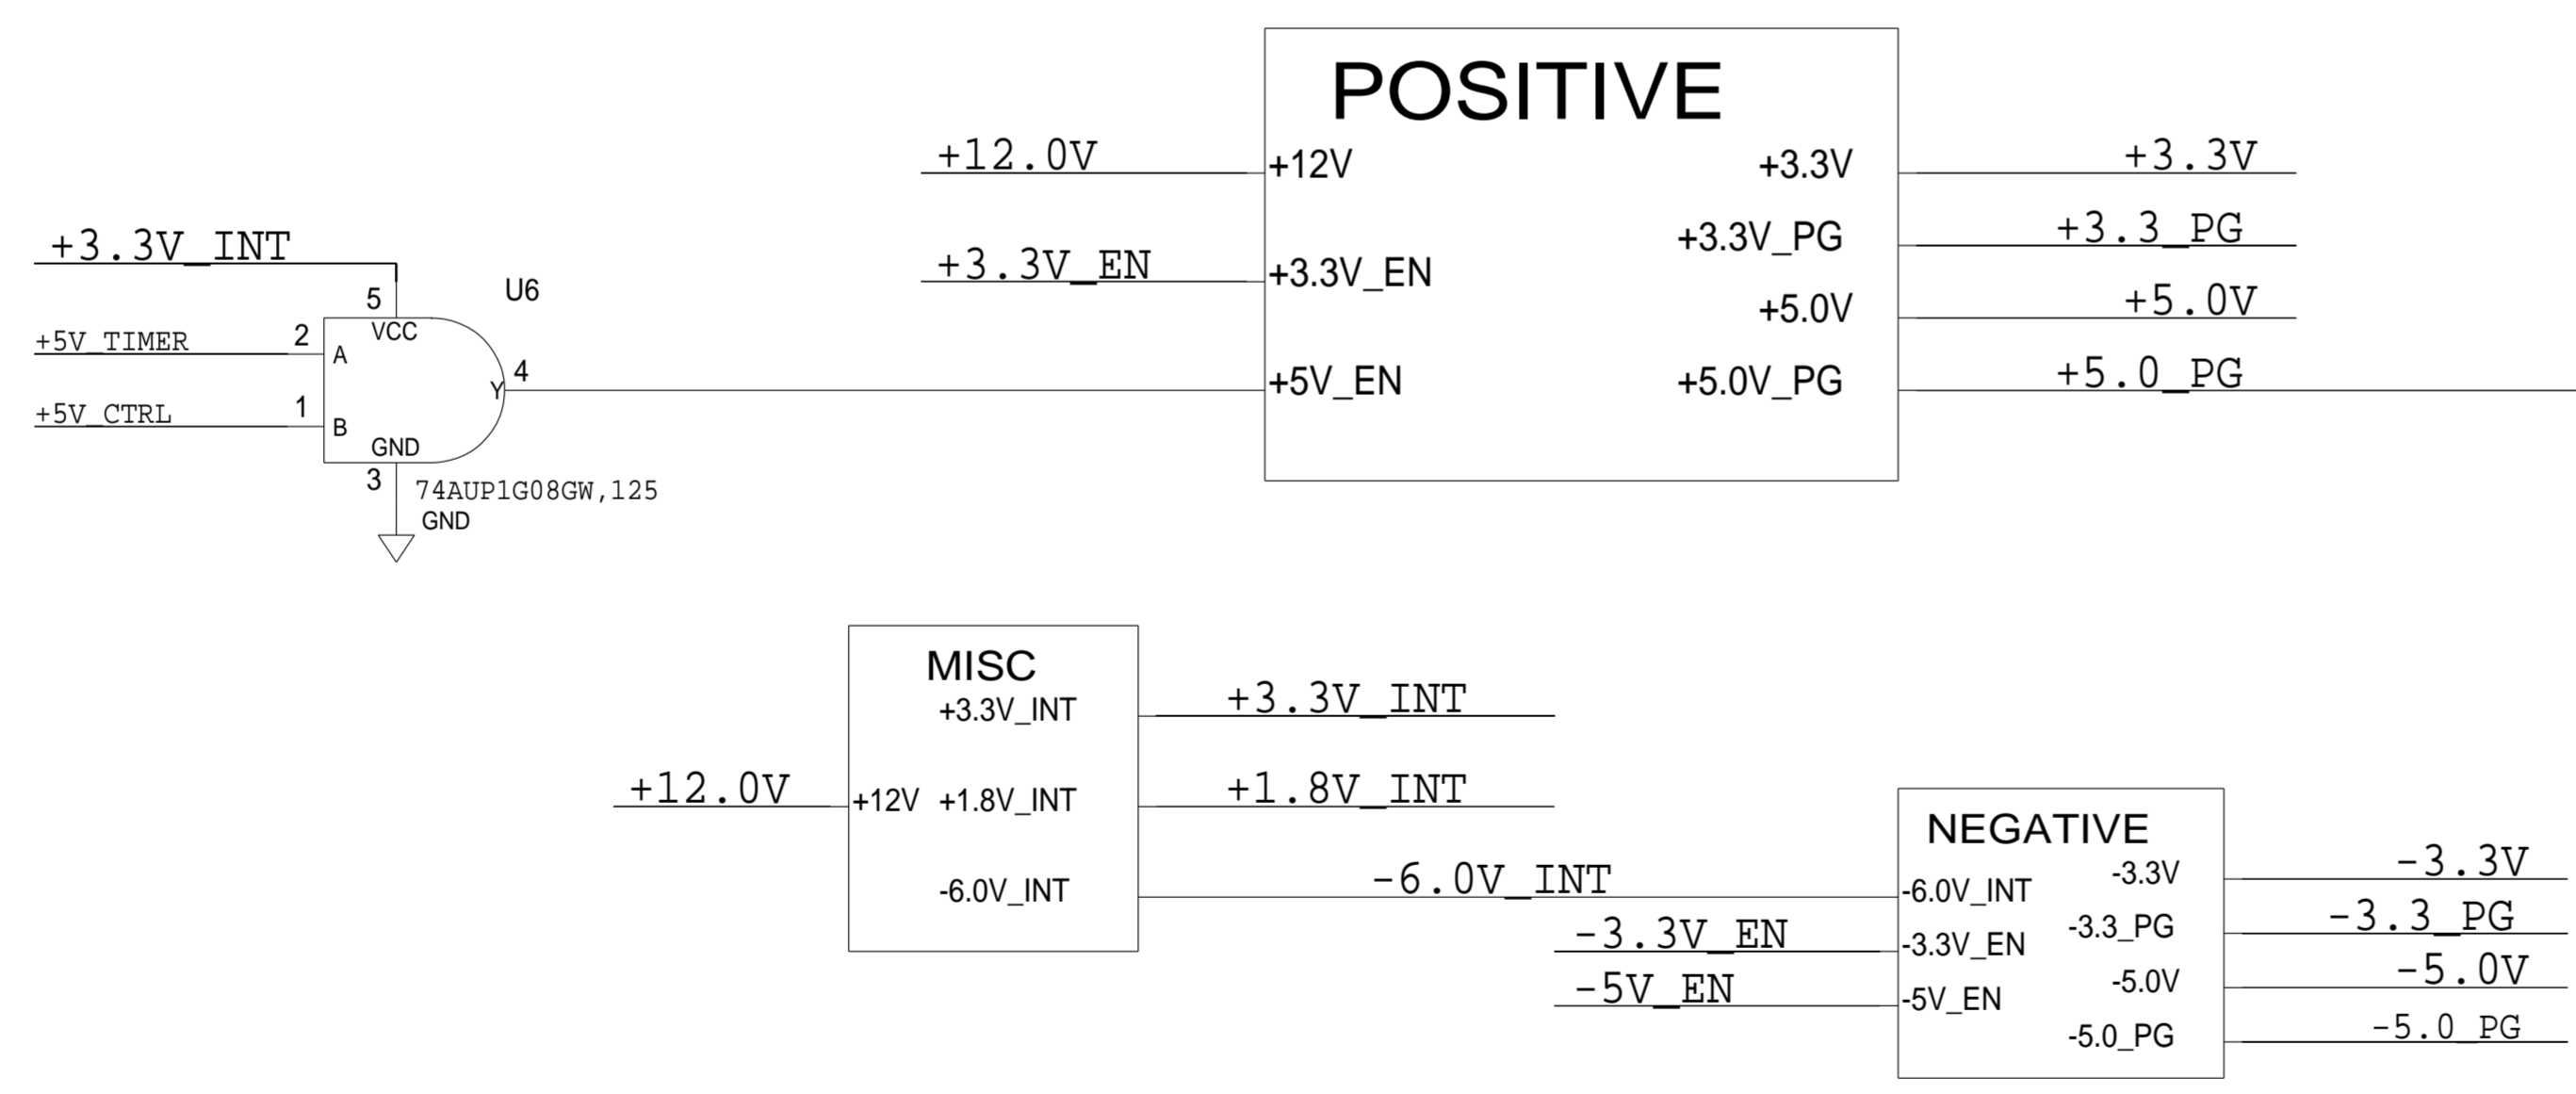 POSITIVE
+12.0V
+12V
+3.3V
+3.3V
+3.3V_PG
+3.3_PG
+3.3V_INT
+3.3V_EN
+3.3V_EN
5
U6
+5.0V
+5.0V
+5V_TIMER
2
A
VCC
Y
4
+5V_EN
+5.0V_PG
+5.0_PG
+5V_CTRL
1
B
GND
3
74AUP1G08GW,125
GND
MISC
+3.3V_INT
+3.3V_INT
+12.0V
+12V
+1.8V_INT
+1.8V_INT
-6.0V_INT
-6.0V_INT
NEGATIVE
-6.0V_INT
-3.3V
-3.3V
-3.3V_EN
-3.3V_EN
-3.3_PG
-3.3_PG
-5V_EN
-5V_EN
-5.0V
-5.0V
-5.0_PG
-5.0_PG